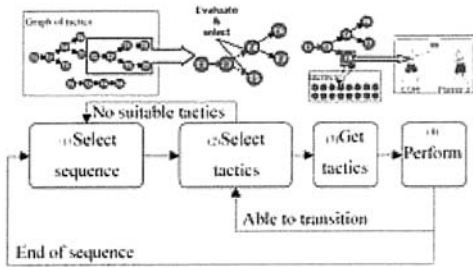 Graph of tactics
Evaluate
&
select
tactics
COM
Player
No suitable tactics
(1)Select
sequence
(2)Select
tactics
(3)Get
tactics
(4)
Perform
Able to transition
End of sequence